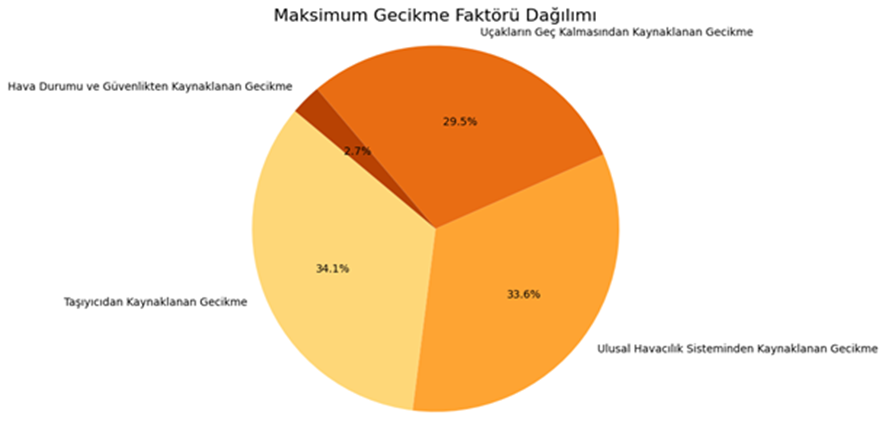 Maksimum Gecikme Faktörü Dağılımı
Uçakların Geç Kalmasından Kaynaklanan Gecikme
Hava Durumu ve Güvenlikten Kaynaklanan Gecikme
29.5%
2.7%
34.1%
33.6%
Taşıyıcıdan Kaynaklanan Gecikme
Ulusal Havacılık Sisteminden Kaynaklanan Gecikme